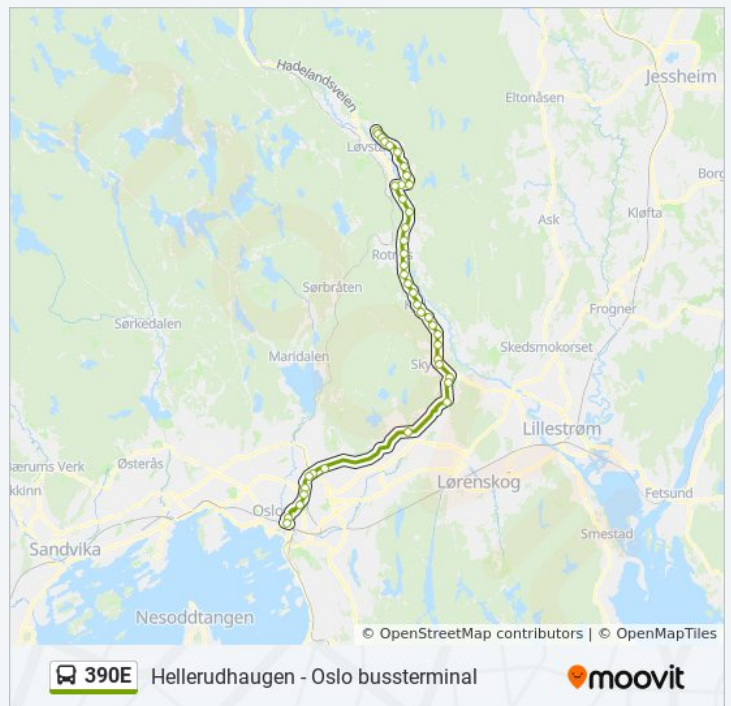 Jessheim
Hadelandsveien
Eltonåsen
Løvsta
Borg
Kløfta
Ask
Rotnes
Sørbråten
Frogner
Sørkedalen
Skedsmokorset
Maridalen
Sky
Lillestrøm
ærums Verk
Østerås
kkinn
Lørenskog
Fetsund
Oslo
Smestad
Sandvika
Nesoddtangen
© OpenStreetMap contributors | © OpenMapTiles
390E Hellerudhaugen - Oslo bussterminal
moovit